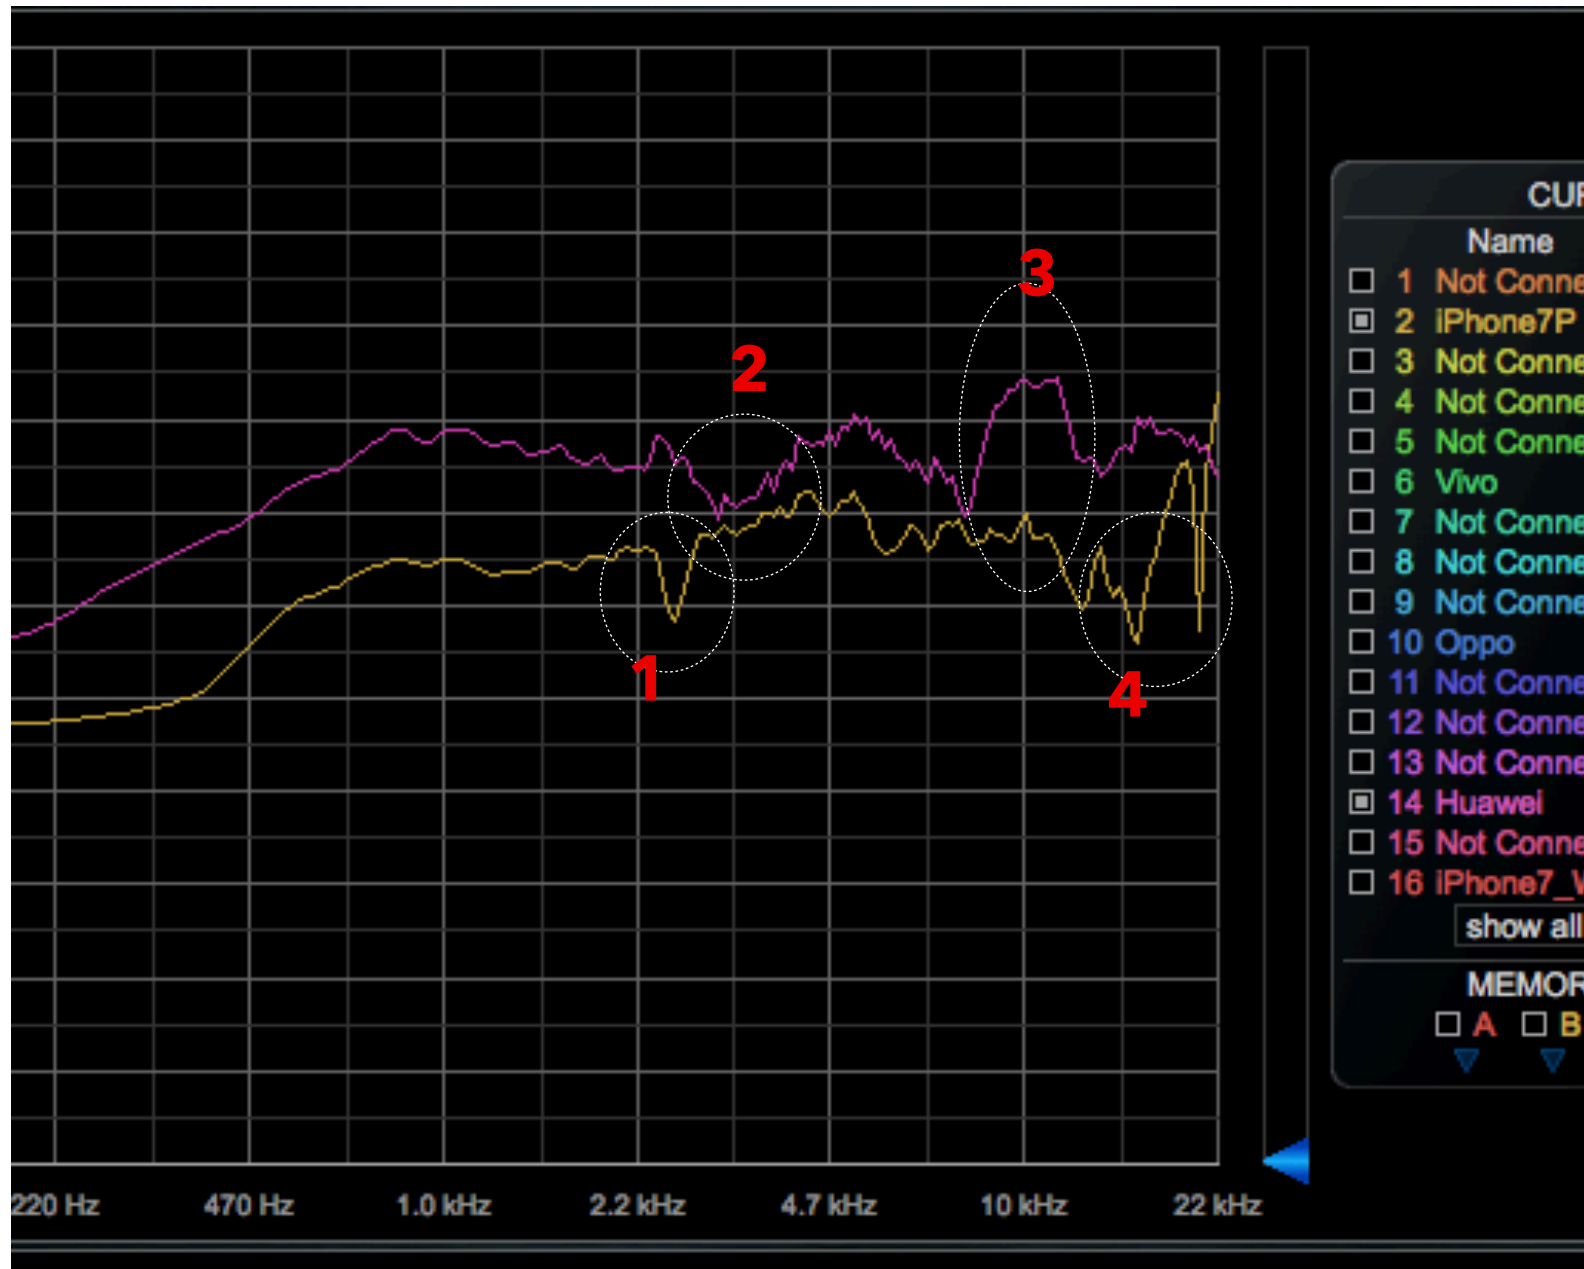 3
2
1
4
220 Hz 470 Hz 1.0 kHz 2.2 kHz 4.7 kHz 10 kHz 22 kHz
CUR
Name
1 Not Conne
2 iPhone7P
3 Not Conne
4 Not Conne
5 Not Conne
6 Vivo
7 Not Conne
8 Not Conne
9 Not Conne
10 Oppo
11 Not Conne
12 Not Conne
13 Not Conne
14 Huawei
15 Not Conne
16 iPhone7_W
show all
MEMOR
A B